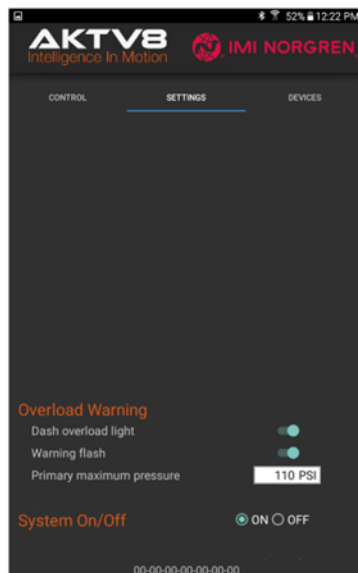 52% 12:22 PM
AKTV8
Intelligence In Motion
IMI NORGREN
CONTROL SETTINGS DEVICES
Overload Warning
Dash overload light
Warning flash
Primary maximum pressure 110 PSI
System On/Off ON OFF
00-00-00-00-00-00-00